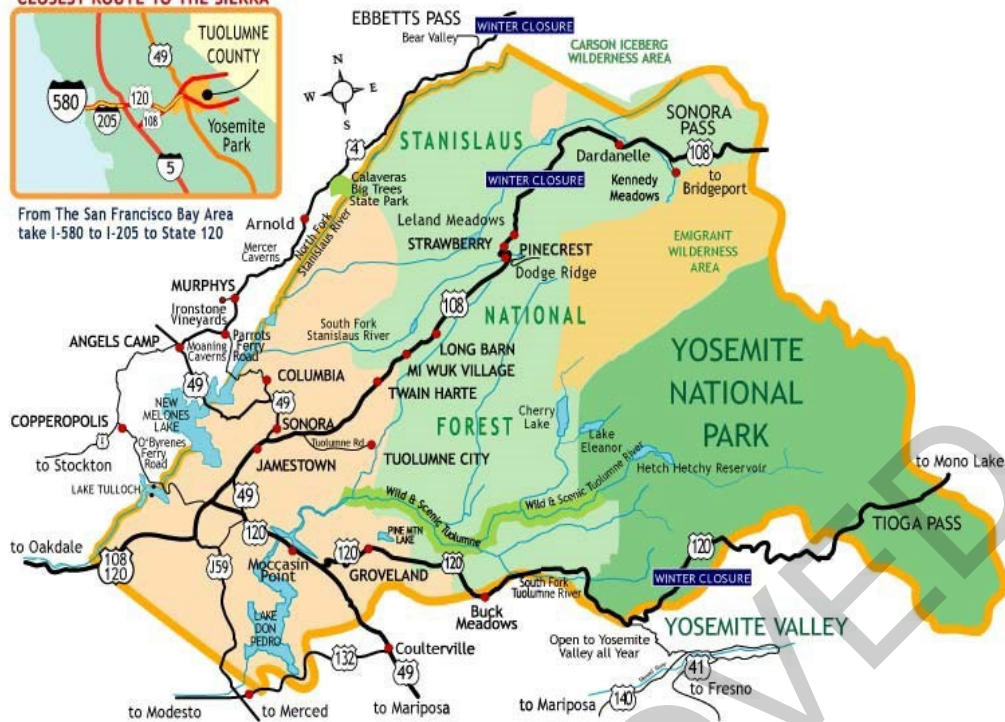 CLOSEST ROUTE TO THE SIERRA
TUOLUMNE
COUNTY
49
580
120
205
108
Yosemite
Park
5
From The San Francisco Bay Area
take I-580 to I-205 to State 120
N
W
E
S
EBBETTS PASS
WINTER CLOSURE
Bear Valley
CARSON ICEBERG
WILDERNESS AREA
4
STANISLAUS
SONORA
PASS
108
to
Bridgeport
Dardanelle
Kennedy
Meadows
WINTER CLOSURE
Calaveras
Big Trees
State Park
Arnold
North Fork
Stanislaus River
Leland Meadows
STRAWBERRY
PINECREST
Dodge Ridge
EMIGRANT
WILDERNESS
AREA
Mercer
Caverns
MURPHYS
Ironstone
Vineyards
108
South Fork
Stanislaus River
NATIONAL
ANGELS CAMP
Moaning
Caverns
Parrots
Ferry
Road
LONG BARN
MI WUK VILLAGE
TWAIN HARTE
YOSEMITE
NATIONAL
PARK
49
COLUMBIA
NEW
MELONES
LAKE
49
COPPEROPOLIS
SONORA
FOREST
Cherry
Lake
Lake
Eleanor
O'Byrenes
Ferry
Road
to Stockton
Tuolumne Rd
JAMESTOWN
TUOLUMNE CITY
Hetch Hetchy Reservoir
to Mono Lake
LAKE TULLOCH
49
Wild & Scenic Tuolumne
Wild & Scenic Tuolumne River
TIOGA PASS
to Oakdale
108
120
J59
120
Moccasin
Point
PINE MTN
LAKE
120
GROVELAND
120
120
WINTER CLOSURE
South Fork
Tuolumne River
Buck
Meadows
LAKE
DON
PEDRO
YOSEMITE VALLEY
Open to Yosemite
Valley all Year
Coulterville
132
49
41
to Fresno
140
to Mariposa
to Modesto
to Merced
to Mariposa